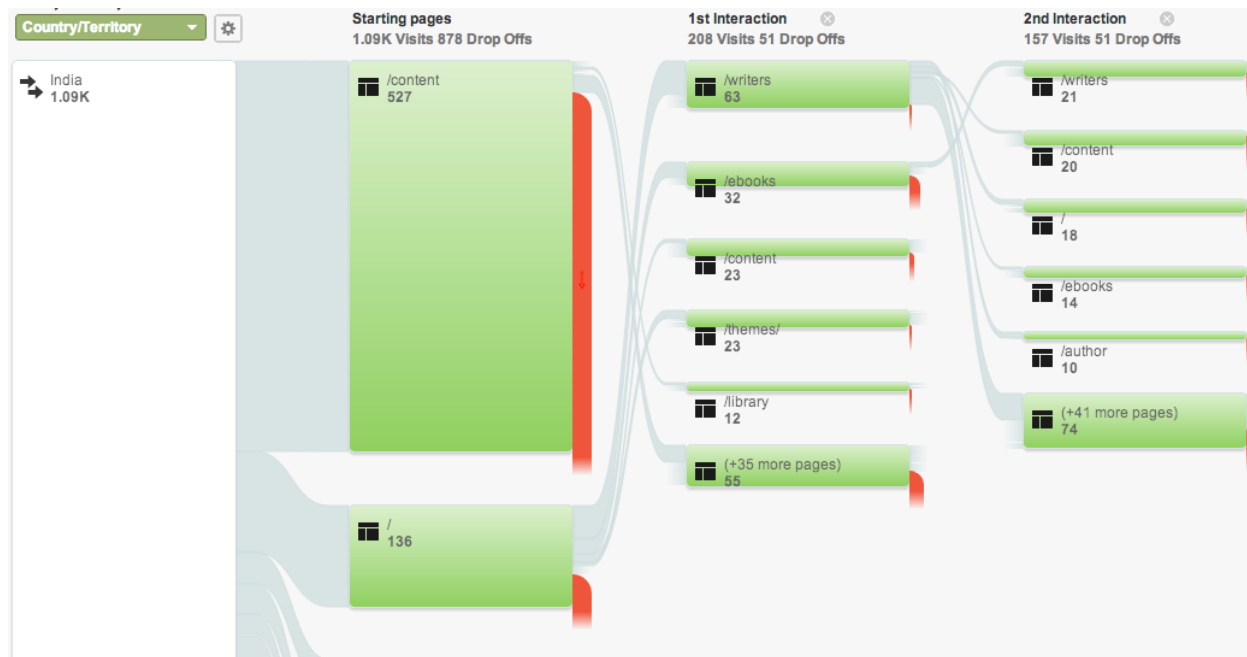 Country/Territory
Starting pages
1.09K Visits 878 Drop Offs
1st Interaction
208 Visits 51 Drop Offs
2nd Interaction
157 Visits 51 Drop Offs
India
1.09K
/content
527
/
136
/writers
63
/ebooks
32
/content
23
/themes/
23
/library
12
(+35 more pages)
55
/writers
21
/content
20
/
18
/ebooks
14
/author
10
(+41 more pages)
74